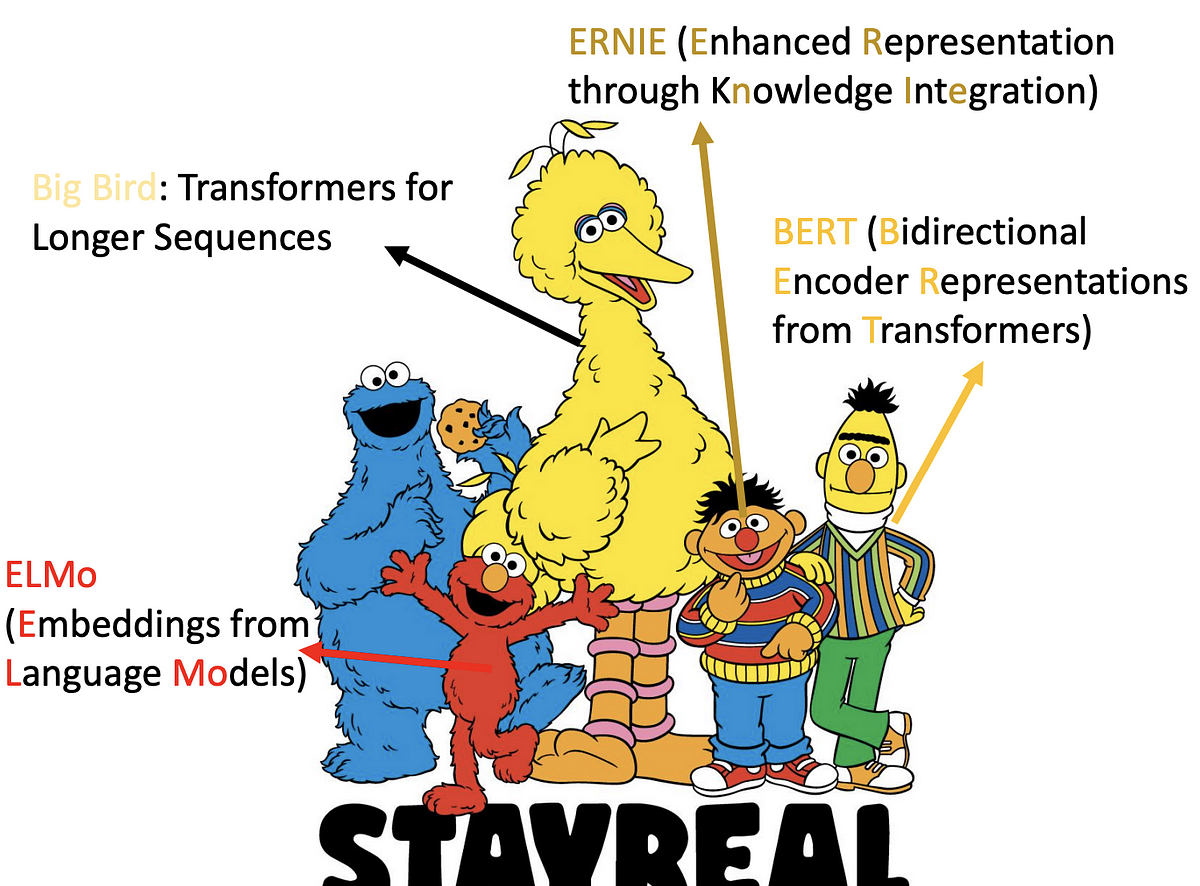 ERNIE (Enhanced Representation
through Knowledge Integration)
Big Bird: Transformers for
Longer Sequences
BERT (Bidirectional
Encoder Representations
from Transformers)
ELMo
(Embeddings from
Language Models)
STAYREAL